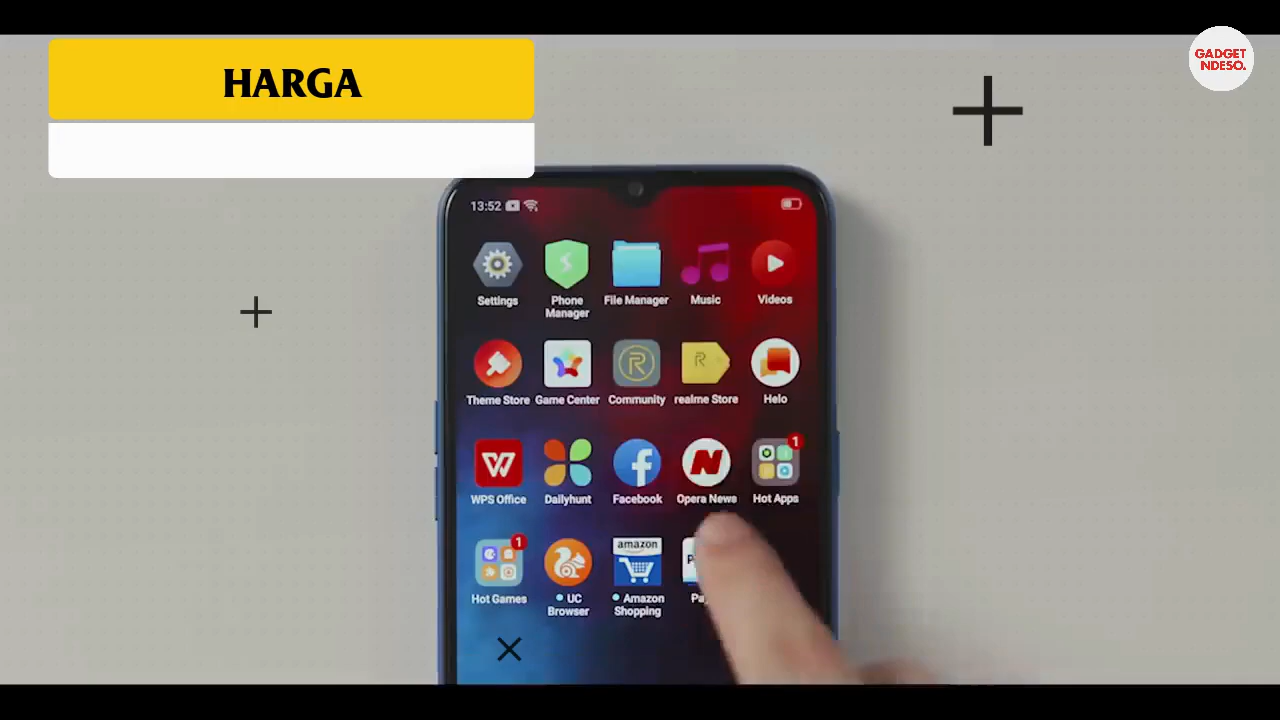 HARGA
GADGET
NDESO.
13:52
Settings
Phone
Manager
File Manager
Music
Videos
Theme Store
Game Center
Community
realme Store
Helo
WPS Office
Dailyhunt
Facebook
Opera News
1
Hot Apps
1
Hot Games
UC
Browser
amazon
Amazon
Shopping